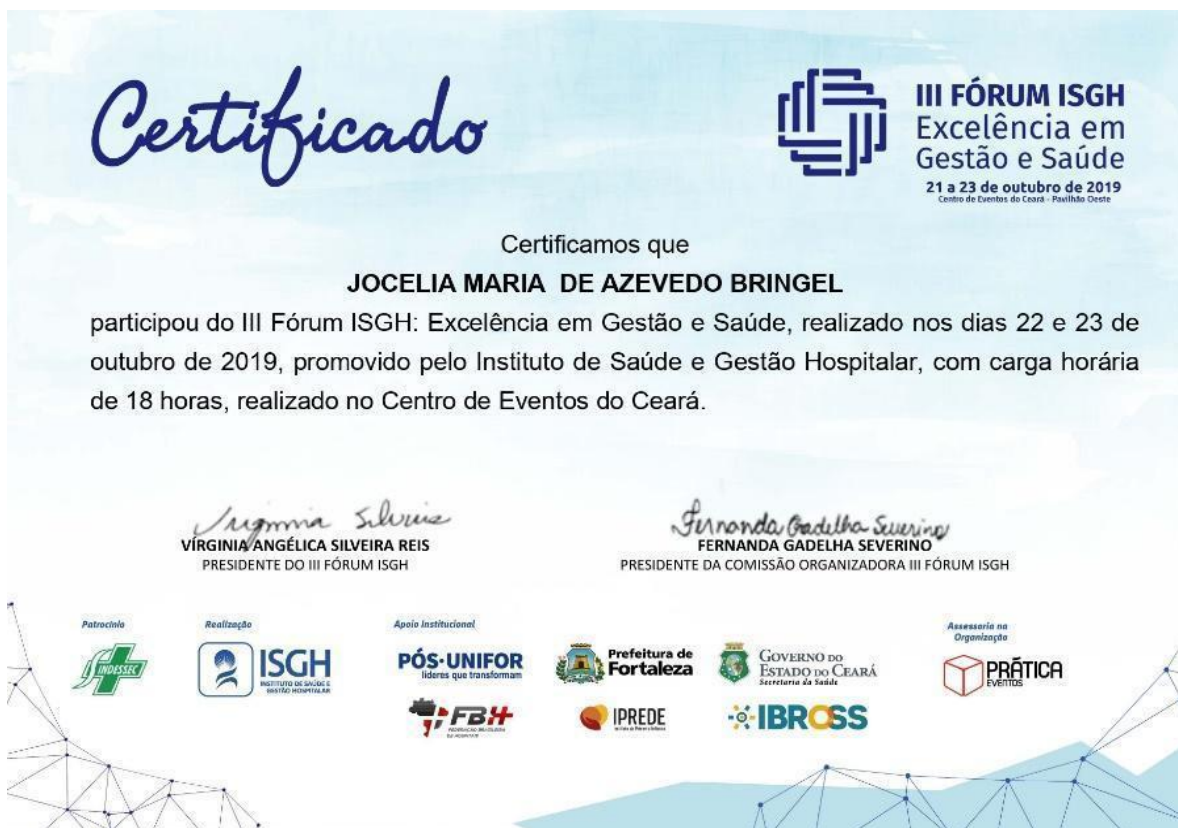 Certificado
III FÓRUM ISGH
Excelência em
Gestão e Saúde
21 a 23 de outubro de 2019
Centro de Eventos do Ceará - Pavilhão Oeste
Certificamos que
JOCELIA MARIA DE AZEVEDO BRINGEL
participou do III Fórum ISGH: Excelência em Gestão e Saúde, realizado nos dias 22 e 23 de
outubro de 2019, promovido pelo Instituto de Saúde e Gestão Hospitalar, com carga horária
de 18 horas, realizado no Centro de Eventos do Ceará.
Fernanda Gadelha Severino
VÍRGINIA ANGÉLICA SILVEIRA REIS
PRESIDENTE DO III FÓRUM ISGH
FERNANDA GADELHA SEVERINO
PRESIDENTE DA COMISSÃO ORGANIZADORA III FÓRUM ISGH
Patrocínio
SINDESSEC
Realização
ISGH
INSTITUTO DE SAÚDE E
GESTÃO HOSPITALAR
Apoio Institucional
PÓS·UNIFOR
líderes que transformam
Prefeitura de
Fortaleza
GOVERNO DO
ESTADO DO CEARÁ
Secretaria da Saúde
FBH
FEDERAÇÃO BRASILEIRA
DE HOSPITAIS
IPREDE
IBROSS
Assessoria na
Organização
PRÁTICA
EVENTOS